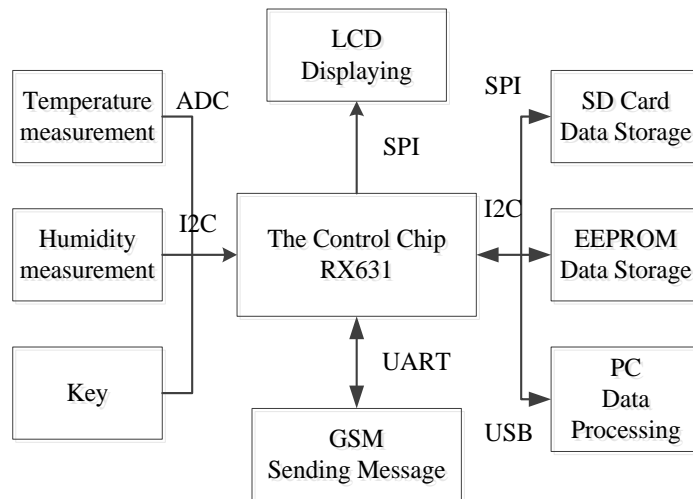 LCD
Displaying
Temperature
measurement
ADC
SPI
SPI
SD Card
Data Storage
Humidity
measurement
I2C
The Control Chip
RX631
I2C
EEPROM
Data Storage
Key
UART
GSM
Sending Message
USB
PC
Data
Processing